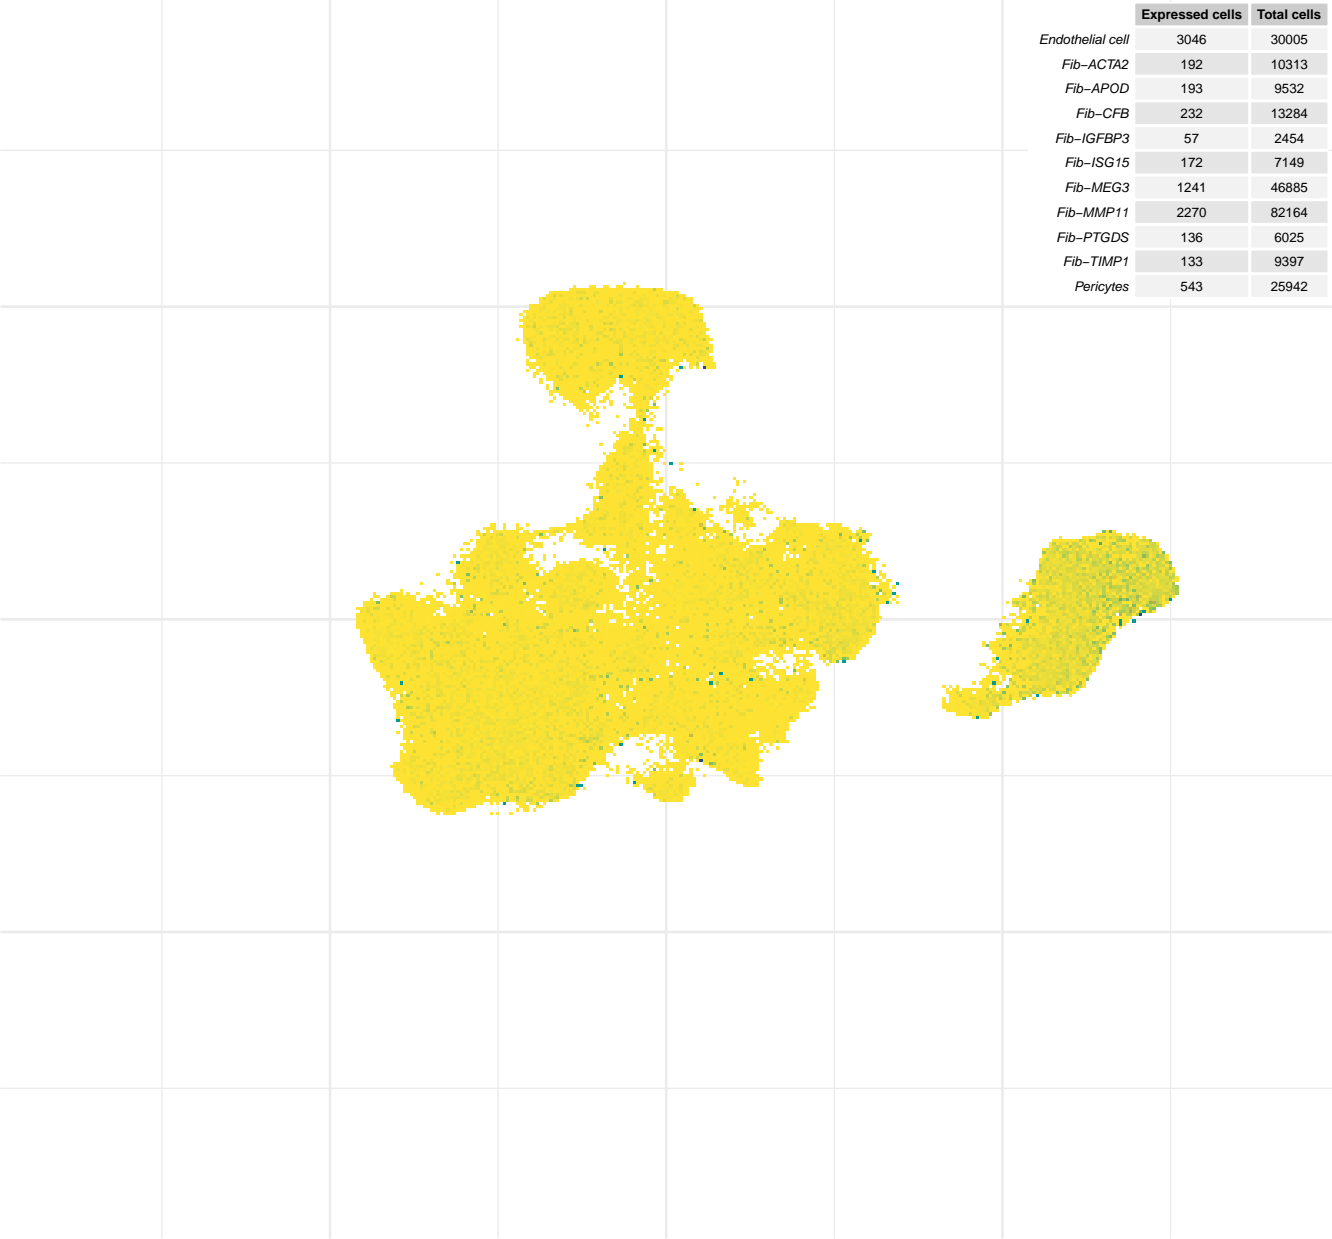 Expressed cells Total cells
Endothelial cell 3046 30005
Fib−ACTA2 192 10313
Fib−APOD 193 9532
Fib−CFB 232 13284
Fib−IGFBP3 57 2454
Fib−ISG15 172 7149
Fib−MEG3 1241 46885
Fib−MMP11 2270 82164
Fib−PTGDS 136 6025
Fib−TIMP1 133 9397
Pericytes 543 25942